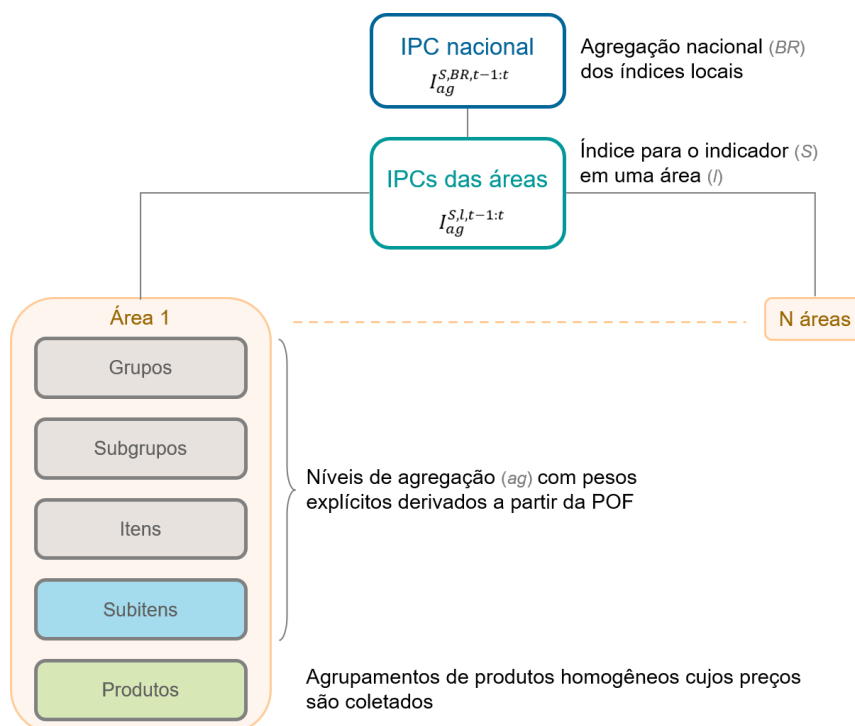 IPC nacional
I_{ag}^{S,BR,t-1:t}
Agregação nacional (BR)
dos índices locais
IPCs das áreas
I_{ag}^{S,l,t-1:t}
Índice para o indicador (S)
em uma área (l)
Área 1
N áreas
Grupos
Subgrupos
Itens
Subitens
Níveis de agregação (ag) com pesos
explícitos derivados a partir da POF
Produtos
Agrupamentos de produtos homogêneos cujos preços
são coletados